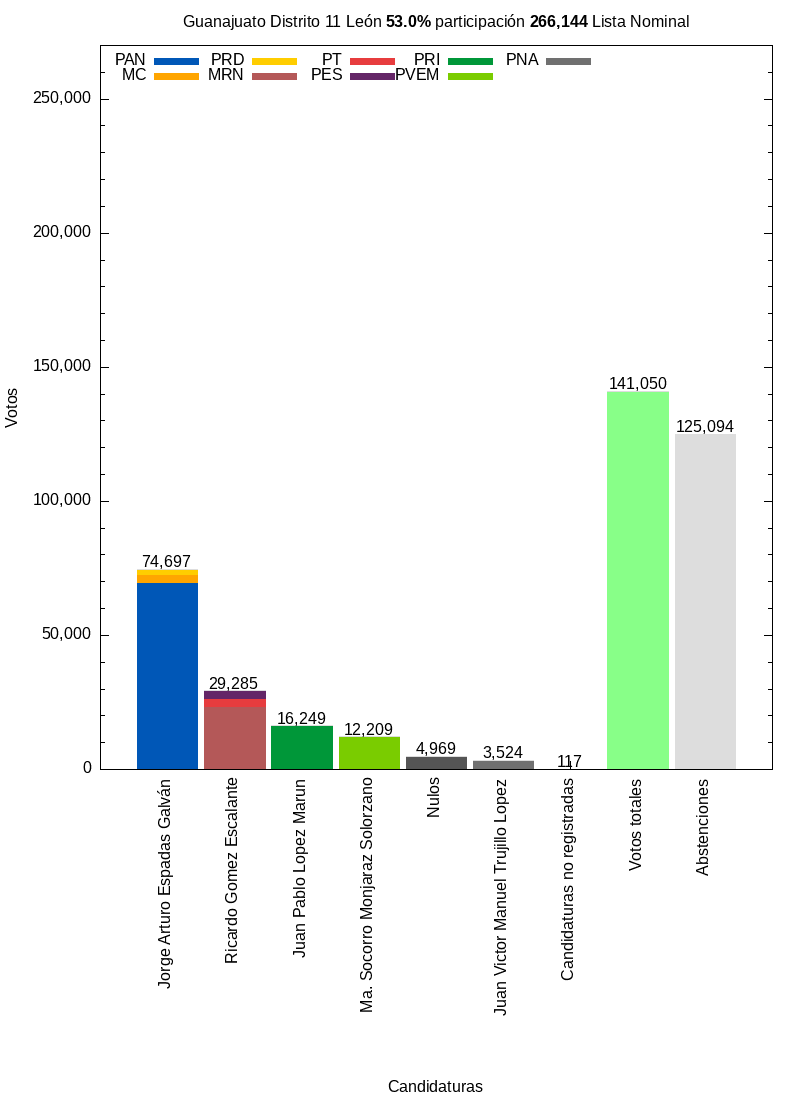 Guanajuato Distrito 11 León 53.0% participación 266,144 Lista Nominal
PAN PRD PT PRI PNA
MC MRN PES PVEM
250,000
200,000
150,000
100,000
50,000
0
Votos
74,697
29,285
16,249
12,209
4,969
3,524
117
141,050
125,094
Jorge Arturo Espadas Galván
Ricardo Gomez Escalante
Juan Pablo Lopez Marun
Ma. Socorro Monjaraz Solorzano
Nulos
Juan Victor Manuel Trujillo Lopez
Candidaturas no registradas
Votos totales
Abstenciones
Candidaturas